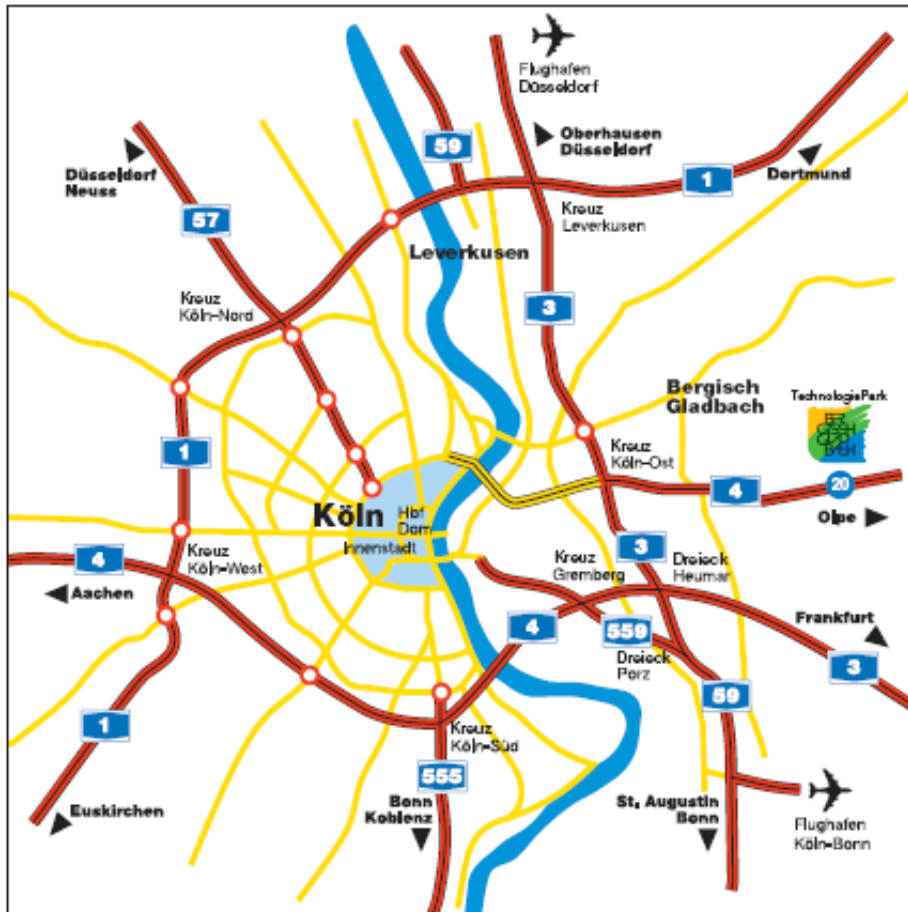 Flughafen
Düsseldorf
59
Oberhausen
Düsseldorf
Düsseldorf
Neuss
1
Dortmund
57
Kreuz
Leverkusen
Leverkusen
Kreuz
Köln-Nord
3
Bergisch
Gladbach
TechnologiePark
1
Kreuz
Köln-Ost
4
20
Köln
Hbf
Dom
Innenstadt
Olpe
4
Kreuz
Köln-West
3
Kreuz
Gremberg
Dreieck
Heumar
Aachen
4
559
Frankfurt
Dreieck
Porz
3
59
1
Kreuz
Köln-Süd
555
Euskirchen
Bonn
Koblenz
St. Augustin
Bonn
Flughafen
Köln-Bonn